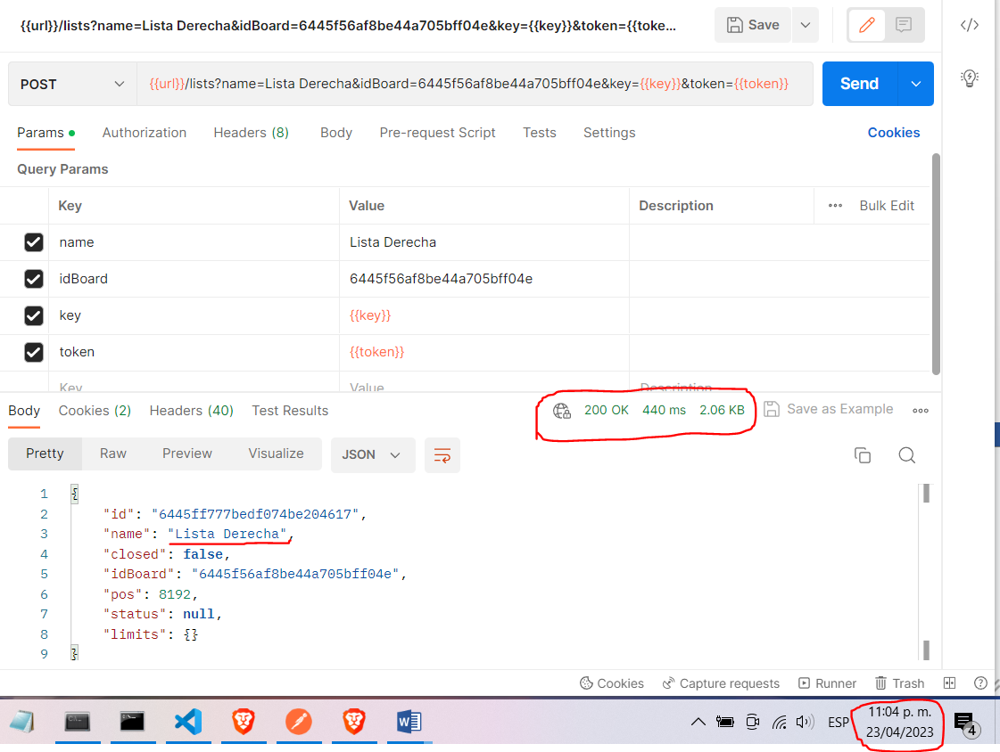 {{url}}/lists?name=Lista Derecha&idBoard=6445f56af8be44a705bff04e&key={{key}}&token={{toke...
Save
POST
{{url}}/lists?name=Lista Derecha&idBoard=6445f56af8be44a705bff04e&key={{key}}&token={{token}}
Send
Params Authorization Headers (8) Body Pre-request Script Tests Settings Cookies
Query Params
Key Value Description ••• Bulk Edit
name Lista Derecha
idBoard 6445f56af8be44a705bff04e
key {{key}}
token {{token}}
Key Value Description
Body Cookies (2) Headers (40) Test Results 200 OK 440 ms 2.06 KB Save as Example
Pretty Raw Preview Visualize JSON
1 {
2 "id": "6445ff777bedf074be204617",
3 "name": "Lista Derecha",
4 "closed": false,
5 "idBoard": "6445f56af8be44a705bff04e",
6 "pos": 8192,
7 "status": null,
8 "limits": {}
9 }
Cookies Capture requests Runner Trash
ESP 11:04 p. m.
23/04/2023
4